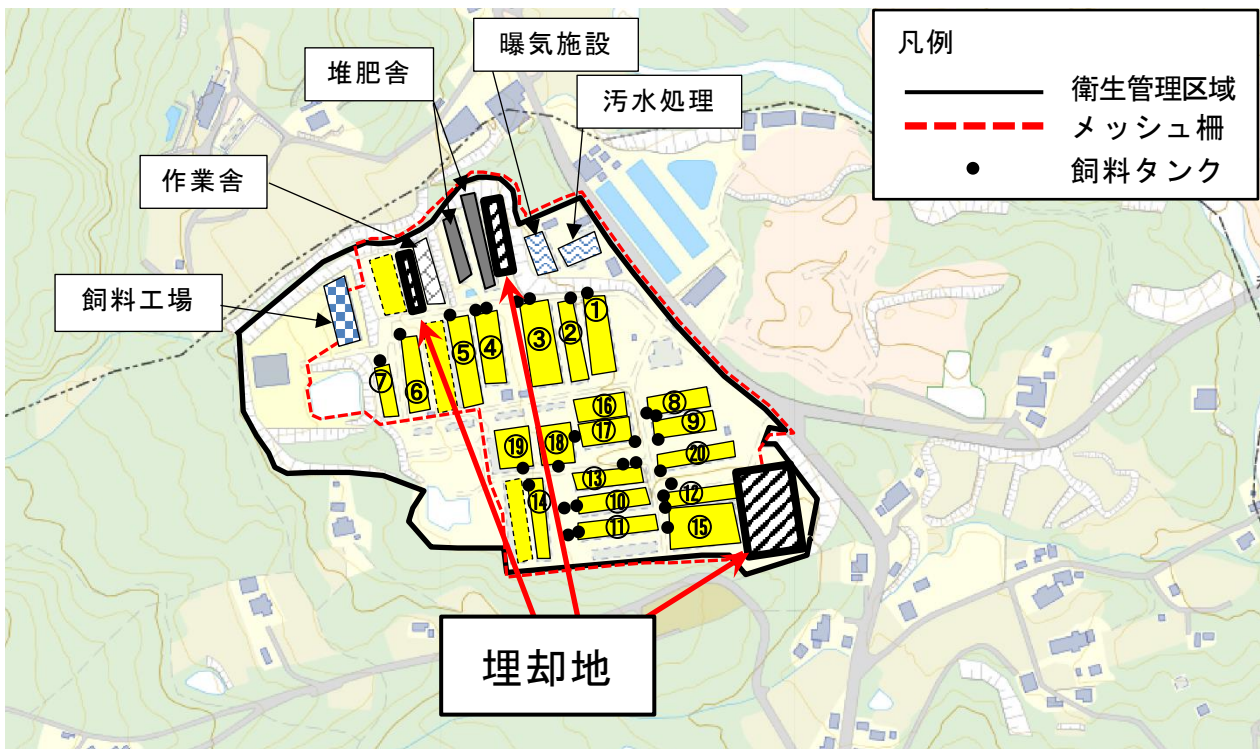 曝気施設
堆肥舎
汚水処理
作業舎
飼料工場
凡例
衛生管理区域
メッシュ柵
飼料タンク
①
②
③
④
⑤
⑥
⑦
⑧
⑨
⑯
⑰
⑱
⑲
⑳
⑬
⑫
⑭
⑩
⑪
⑮
埋却地